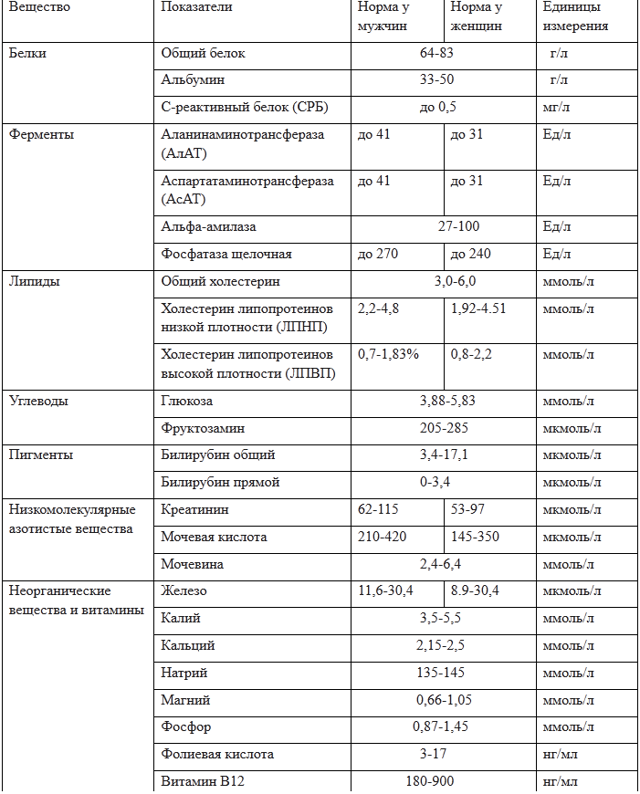 Вещество Показатели Норма у мужчин Норма у женщин Единицы измерения
Белки Общий белок 64-83 г/л
Альбумин 33-50 г/л
С-реактивный белок (СРБ) до 0,5 мг/л
Ферменты Аланинаминотрансфераза (АлАТ) до 41 до 31 Ед/л
Аспартатаминотрансфераза (АсАТ) до 41 до 31 Ед/л
Альфа-амилаза 27-100 Ед/л
Фосфатаза щелочная до 270 до 240 Ед/л
Липиды Общий холестерин 3,0-6,0 ммоль/л
Холестерин липопротеинов низкой плотности (ЛПНП) 2,2-4,8 1,92-4.51 ммоль/л
Холестерин липопротеинов высокой плотности (ЛПВП) 0,7-1,83% 0,8-2,2 ммоль/л
Углеводы Глюкоза 3,88-5,83 ммоль/л
Фруктозамин 205-285 мкмоль/л
Пигменты Билирубин общий 3,4-17,1 мкмоль/л
Билирубин прямой 0-3,4 мкмоль/л
Низкомолекулярные азотистые вещества Креатинин 62-115 53-97 мкмоль/л
Мочевая кислота 210-420 145-350 мкмоль/л
Мочевина 2,4-6,4 ммоль/л
Неорганические вещества и витамины Железо 11,6-30,4 8.9-30,4 мкмоль/л
Калий 3,5-5,5 ммоль/л
Кальций 2,15-2,5 ммоль/л
Натрий 135-145 ммоль/л
Магний 0,66-1,05 ммоль/л
Фосфор 0,87-1,45 ммоль/л
Фолиевая кислота 3-17 нг/мл
Витамин В12 180-900 нг/мл